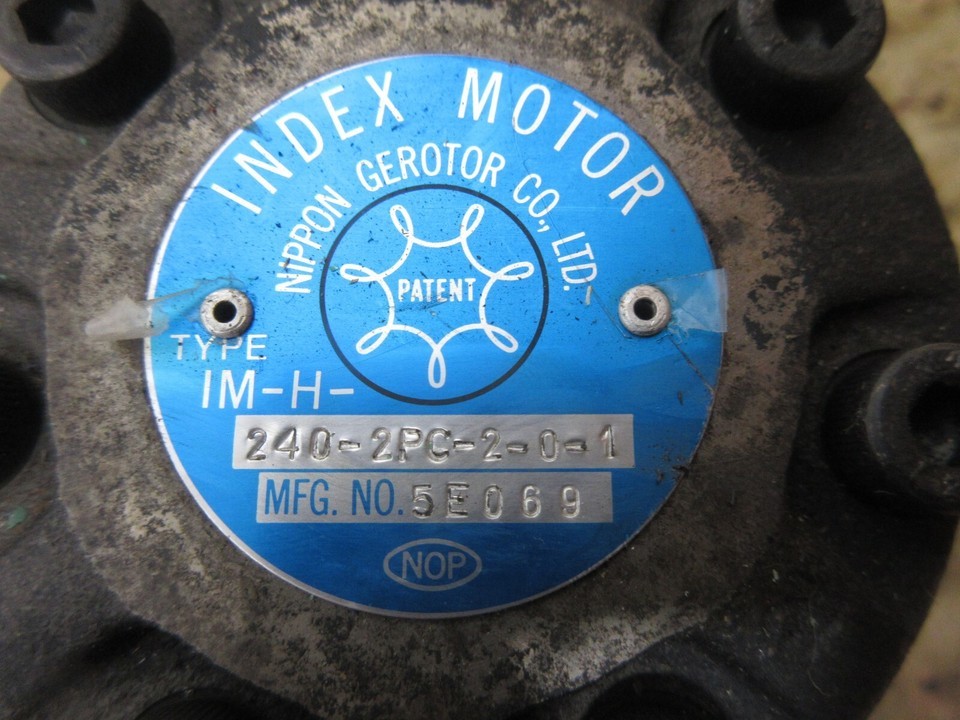 INDEX MOTOR
NIPPON GEROTOR CO., LTD.
PATENT
TYPE
IM-H-
240-2PC-2-0-1
MFG. NO. 5E069
NOP